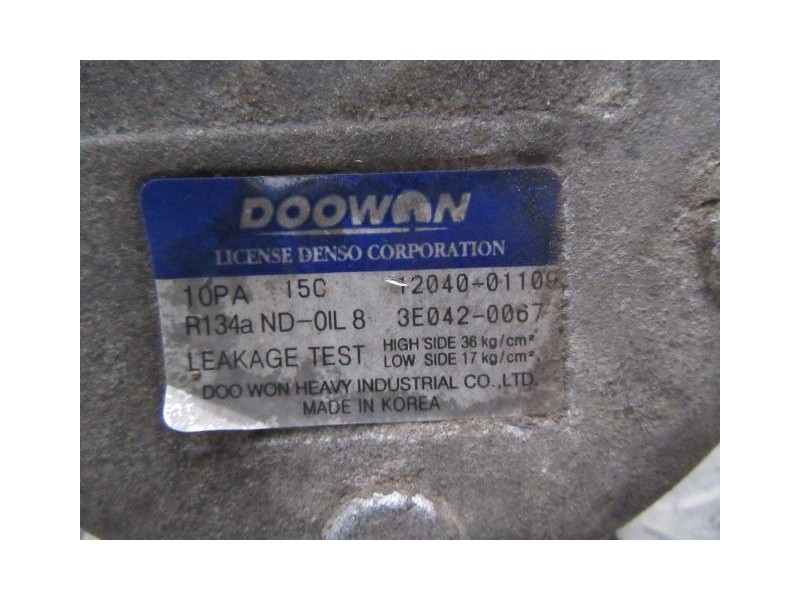 DOOWON
LICENSE DENSO CORPORATION
10PA 15C 12040-01109
R134a ND-OIL 8 3E042-0067
LEAKAGE TEST HIGH SIDE 36 kg/cm²
LOW SIDE 17 kg/cm²
DOO WON HEAVY INDUSTRIAL CO.,LTD.
MADE IN KOREA